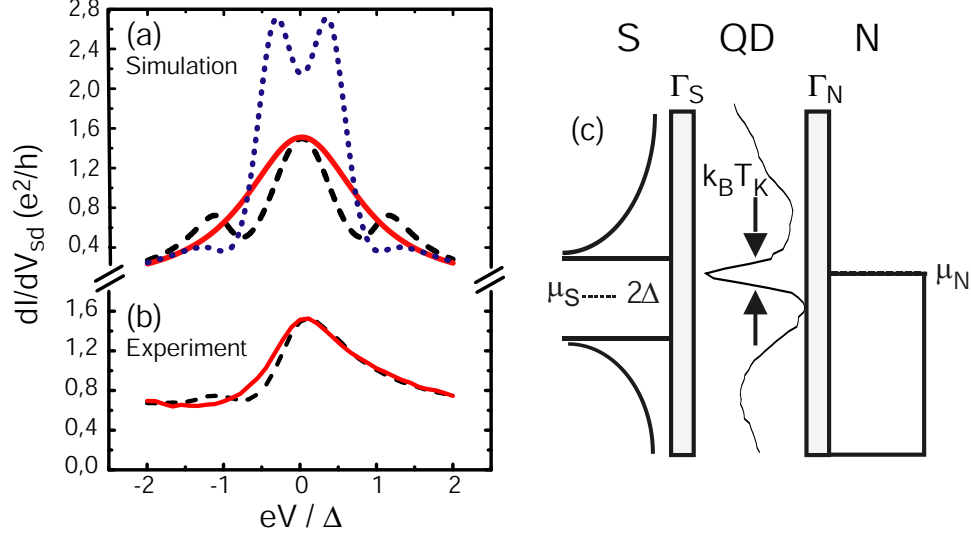 (a)
Simulation
2,8
2,4
2,0
1,6
1,2
0,8
0,4
dI/dV_sd (e²/h)
(b)
Experiment
1,6
1,2
0,8
0,4
0,0
-2 -1 0 1 2
eV / Δ
S QD N
Γ_S Γ_N
(c)
k_B T_K
μ_S 2Δ μ_N